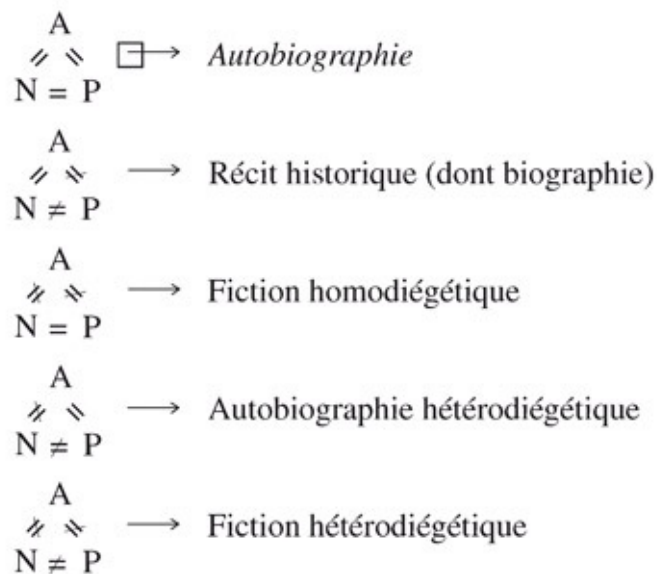 A
= = → Autobiographie
N = P
A
= ≠ → Récit historique (dont biographie)
N ≠ P
A
≠ ≠ → Fiction homodiégétique
N = P
A
≠ = → Autobiographie hétérodiégétique
N ≠ P
A
≠ ≠ → Fiction hétérodiégétique
N ≠ P